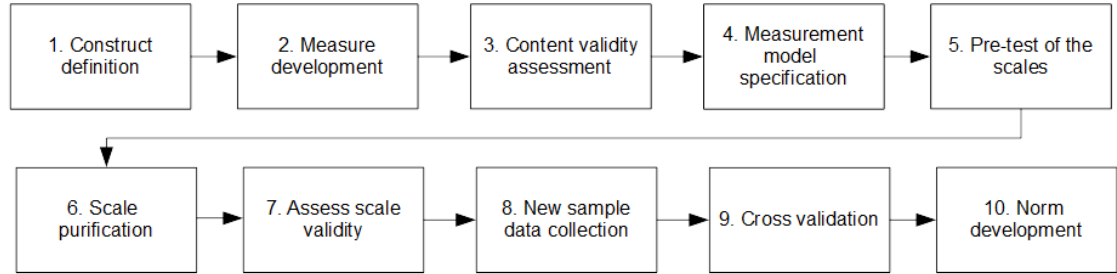 1. Construct
definition
2. Measure
development
3. Content validity
assessment
4. Measurement
model
specification
5. Pre-test of the
scales
6. Scale
purification
7. Assess scale
validity
8. New sample
data collection
9. Cross validation
10. Norm
development